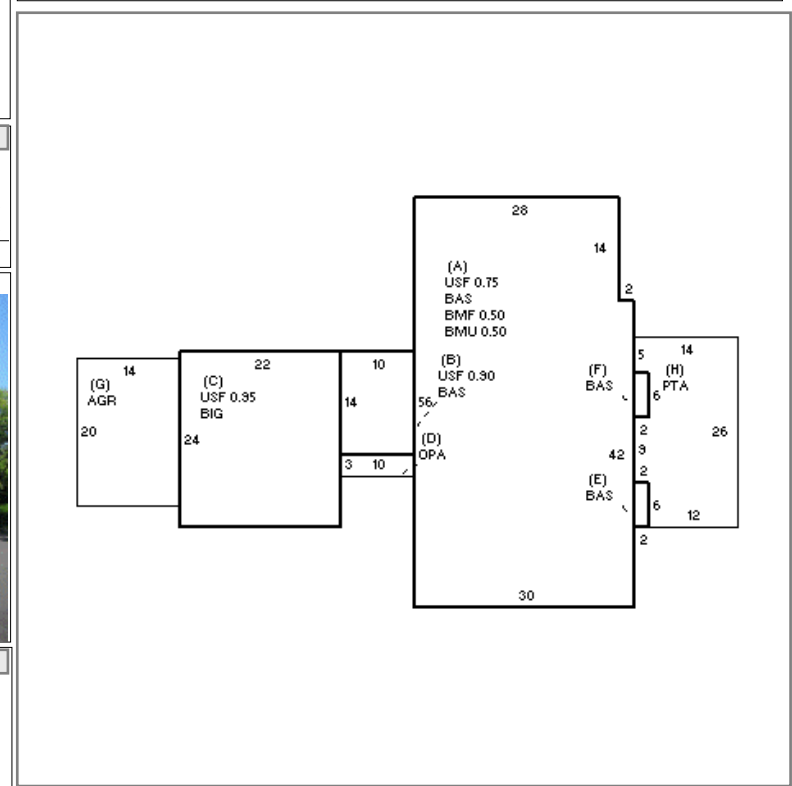 28
14
(A)
USF 0.75
BAS
BMF 0.50
BMU 0.50
2
14
(G)
AGR
20
22
(C)
USF 0.95
BIG
24
10
14
(B)
USF 0.90
BAS
56
(D)
OPA
3 10
(F)
BAS
5
14
(H)
PTA
6
2
9
26
42
2
(E)
BAS
6
12
2
30